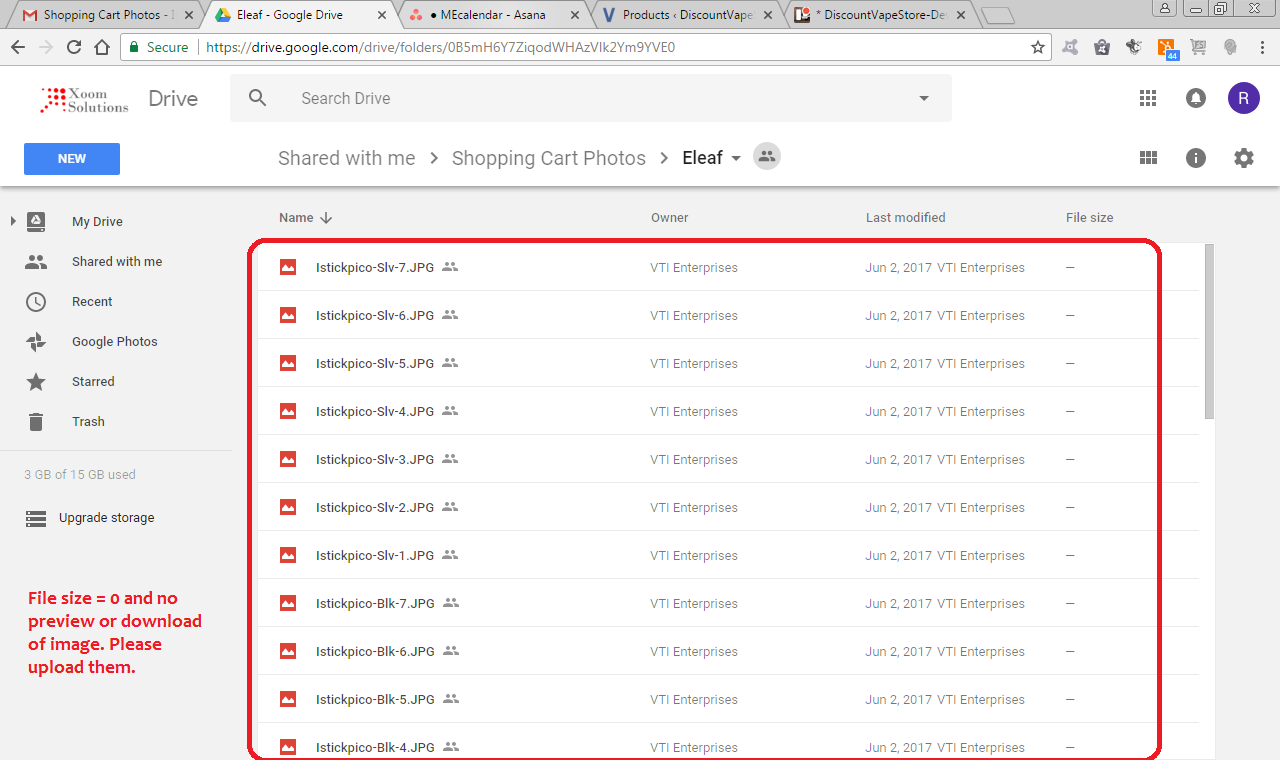 Shopping Cart Photos - I
Eleaf - Google Drive
● MEcalendar - Asana
Products ‹ DiscountVape
* DiscountVapeStore-De
Secure https://drive.google.com/drive/folders/0B5mH6Y7ZiqodWHAzVlk2Ym9YVE0
44
Xoom
Solutions
Drive
Search Drive
R
NEW
Shared with me > Shopping Cart Photos > Eleaf
My Drive
Shared with me
Recent
Google Photos
Starred
Trash
3 GB of 15 GB used
Upgrade storage
File size = 0 and no
preview or download
of image. Please
upload them.
Name Owner Last modified File size
Istickpico-Slv-7.JPG VTI Enterprises Jun 2, 2017 VTI Enterprises —
Istickpico-Slv-6.JPG VTI Enterprises Jun 2, 2017 VTI Enterprises —
Istickpico-Slv-5.JPG VTI Enterprises Jun 2, 2017 VTI Enterprises —
Istickpico-Slv-4.JPG VTI Enterprises Jun 2, 2017 VTI Enterprises —
Istickpico-Slv-3.JPG VTI Enterprises Jun 2, 2017 VTI Enterprises —
Istickpico-Slv-2.JPG VTI Enterprises Jun 2, 2017 VTI Enterprises —
Istickpico-Slv-1.JPG VTI Enterprises Jun 2, 2017 VTI Enterprises —
Istickpico-Blk-7.JPG VTI Enterprises Jun 2, 2017 VTI Enterprises —
Istickpico-Blk-6.JPG VTI Enterprises Jun 2, 2017 VTI Enterprises —
Istickpico-Blk-5.JPG VTI Enterprises Jun 2, 2017 VTI Enterprises —
Istickpico-Blk-4.JPG VTI Enterprises Jun 2, 2017 VTI Enterprises —